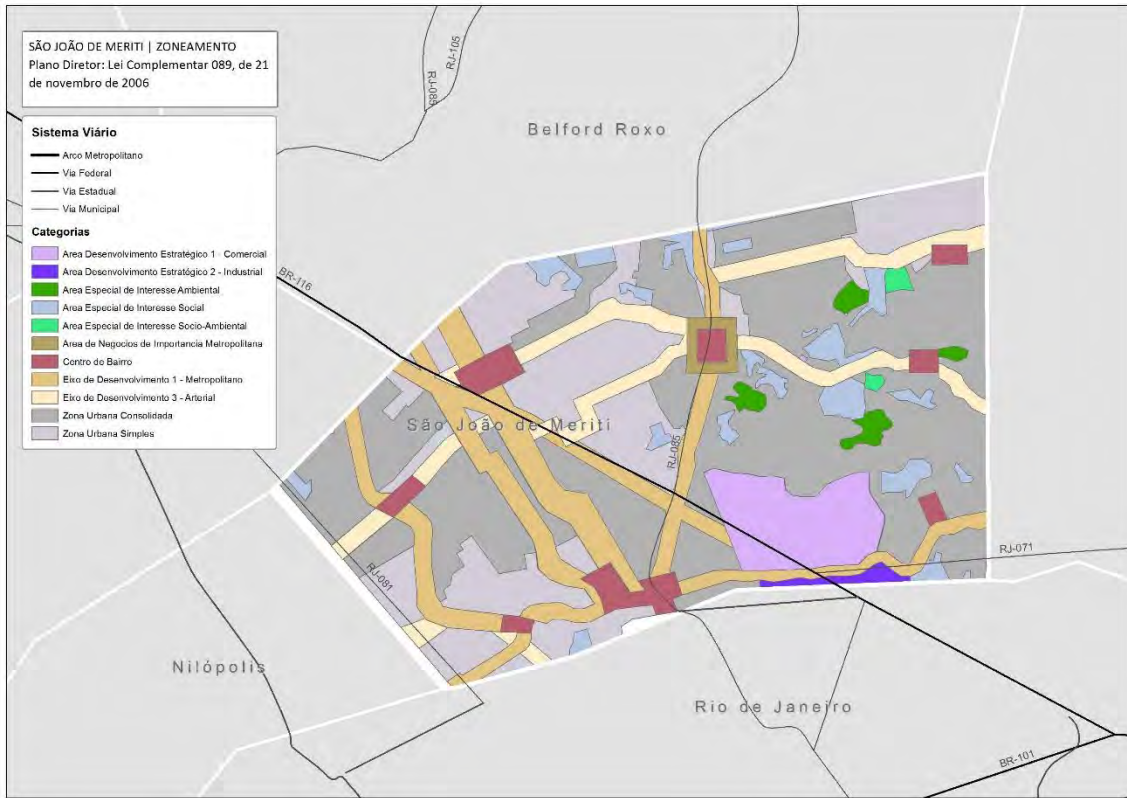 SÃO JOÃO DE MERITI | ZONEAMENTO
Plano Diretor: Lei Complementar 089, de 21
de novembro de 2006
Sistema Viário
Arco Metropolitano
Via Federal
Via Estadual
Via Municipal
Categorias
Area Desenvolvimento Estratégico 1 - Comercial
Area Desenvolvimento Estratégico 2 - Industrial
Area Especial de Interesse Ambiental
Area Especial de Interesse Social
Area Especial de Interesse Socio-Ambiental
Area de Negocios de Importancia Metropolitana
Centro de Bairro
Eixo de Desenvolvimento 1 - Metropolitano
Eixo de Desenvolvimento 3 - Arterial
Zona Urbana Consolidada
Zona Urbana Simples
RJ-105
RJ-085
Belford Roxo
BR-116
São João de Meriti
RJ-085
RJ-071
RJ-081
Nilópolis
Rio de Janeiro
BR-101